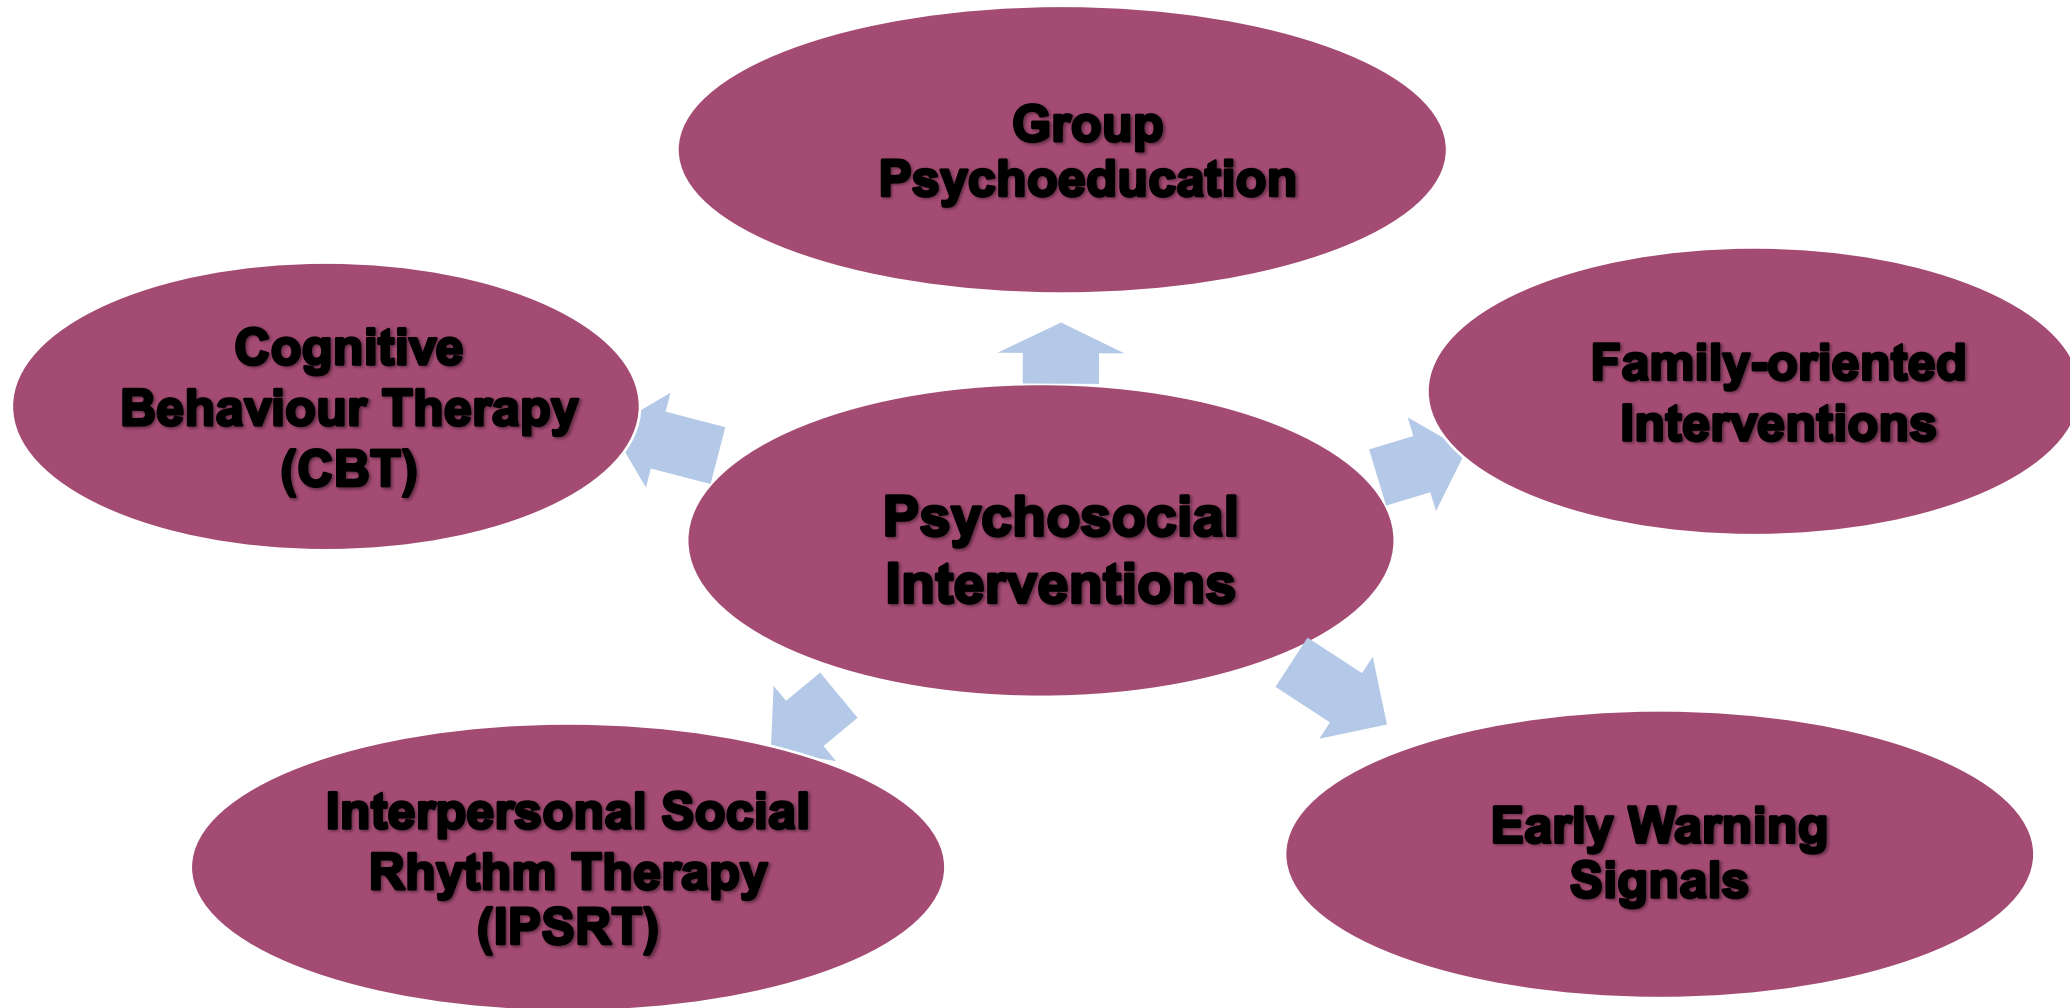 Group
Psychoeducation
Cognitive
Behaviour Therapy
(CBT)
Family-oriented
Interventions
Psychosocial
Interventions
Interpersonal Social
Rhythm Therapy
(IPSRT)
Early Warning
Signals